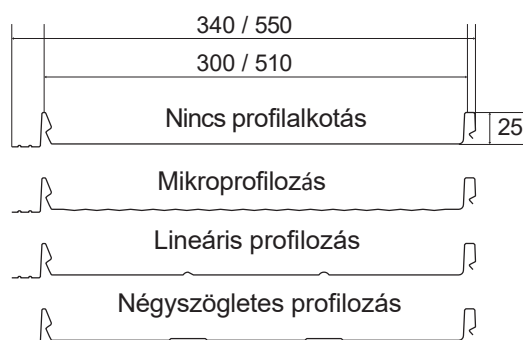 340 / 550
300 / 510
Nincs profilalkotás
25
Mikroprofilozás
Lineáris profilozás
Négyszögletes profilozás